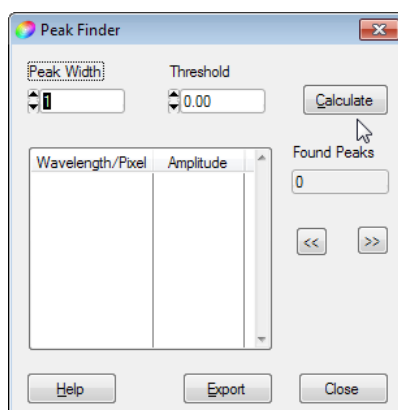 Peak Finder
Peak Width Threshold
1 0.00 Calculate
Found Peaks
Wavelength/Pixel Amplitude
0
<< >>
Help Export Close